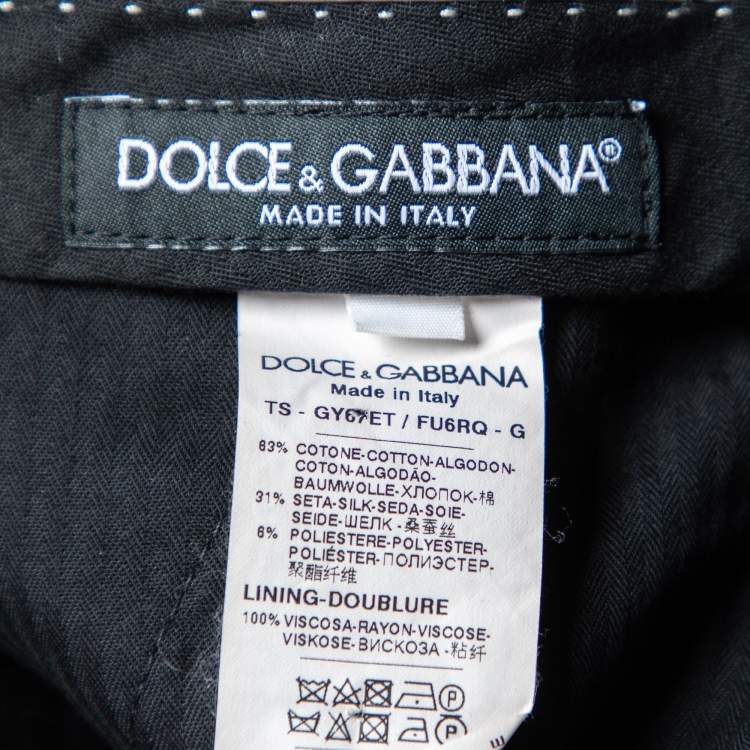 DOLCE & GABBANA®
MADE IN ITALY
DOLCE & GABBANA
Made in Italy
TS - GY67ET / FU6RQ - G
63% COTONE-COTTON-ALGODON-
COTON-ALGODÃO-
BAUMWOLLE-ХЛОПОК-棉
31% SETA-SILK-SEDA-SOIE-
SEIDE-ШЕЛК-桑蚕丝
6% POLIESTERE-POLYESTER-
POLIÉSTER-ПОЛИЭСТЕР-
聚酯纤维
LINING-DOUBLURE
100% VISCOSA-RAYON-VISCOSE-
VISKOSE-ВИСКОЗА-粘纤